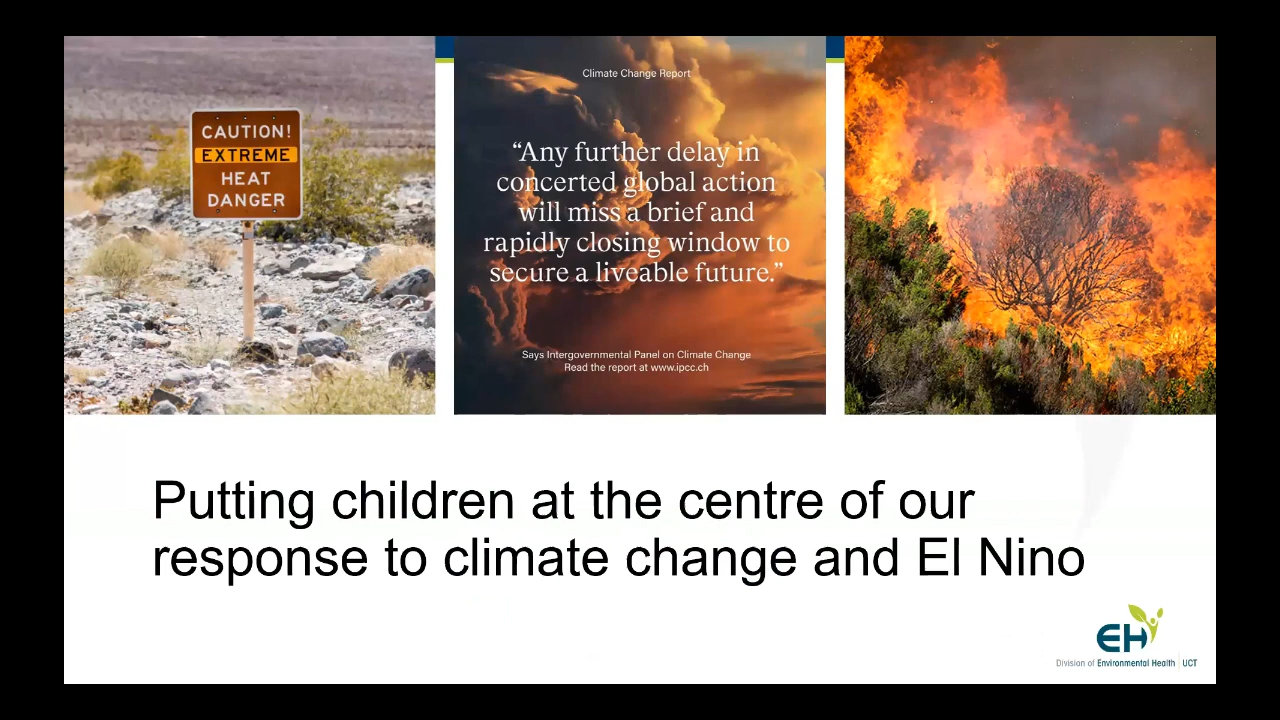 CAUTION!
EXTREME
HEAT
DANGER
Climate Change Report
“Any further delay in
concerted global action
will miss a brief and
rapidly closing window to
secure a liveable future.”
Says Intergovernmental Panel on Climate Change
Read the report at www.ipcc.ch
Putting children at the centre of our
response to climate change and El Nino
EH
Division of Environmental Health | UCT